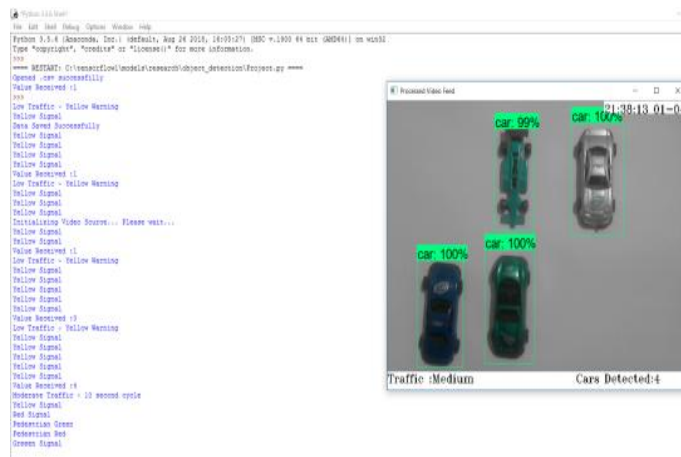 Python 3.5.6 Shell
File Edit Shell Debug Options Window Help
Python 3.5.6 |Anaconda, Inc.| (default, Aug 26 2018, 16:05:27) [MSC v.1900 64 bit (AMD64)] on win32
Type "copyright", "credits" or "license()" for more information.
>>>
==== RESTART: C:\tensorflow1\models\research\object_detection\Project.py ====
Opened .csv successfilly
Value Received :1
>>>
Low Traffic - Yellow Warning
Yellow Signal
Data Saved Successfully
Yellow Signal
Yellow Signal
Yellow Signal
Value Received :1
Low Traffic - Yellow Warning
Yellow Signal
Yellow Signal
Yellow Signal
Initializing Video Source... Please wait...
Yellow Signal
Yellow Signal
Value Received :1
Low Traffic - Yellow Warning
Yellow Signal
Yellow Signal
Yellow Signal
Yellow Signal
Yellow Signal
Value Received :3
Low Traffic - Yellow Warning
Yellow Signal
Yellow Signal
Yellow Signal
Yellow Signal
Yellow Signal
Value Received :4
Moderate Traffic - 10 second cycle
Yellow Signal
Red Signal
Pedestrian Green
Pedestrian Red
Greeen Signal
Processed Video Feed
21:38:13 01-0
car: 99%
car: 100%
car: 100%
car: 100%
Traffic :Medium
Cars Detected:4